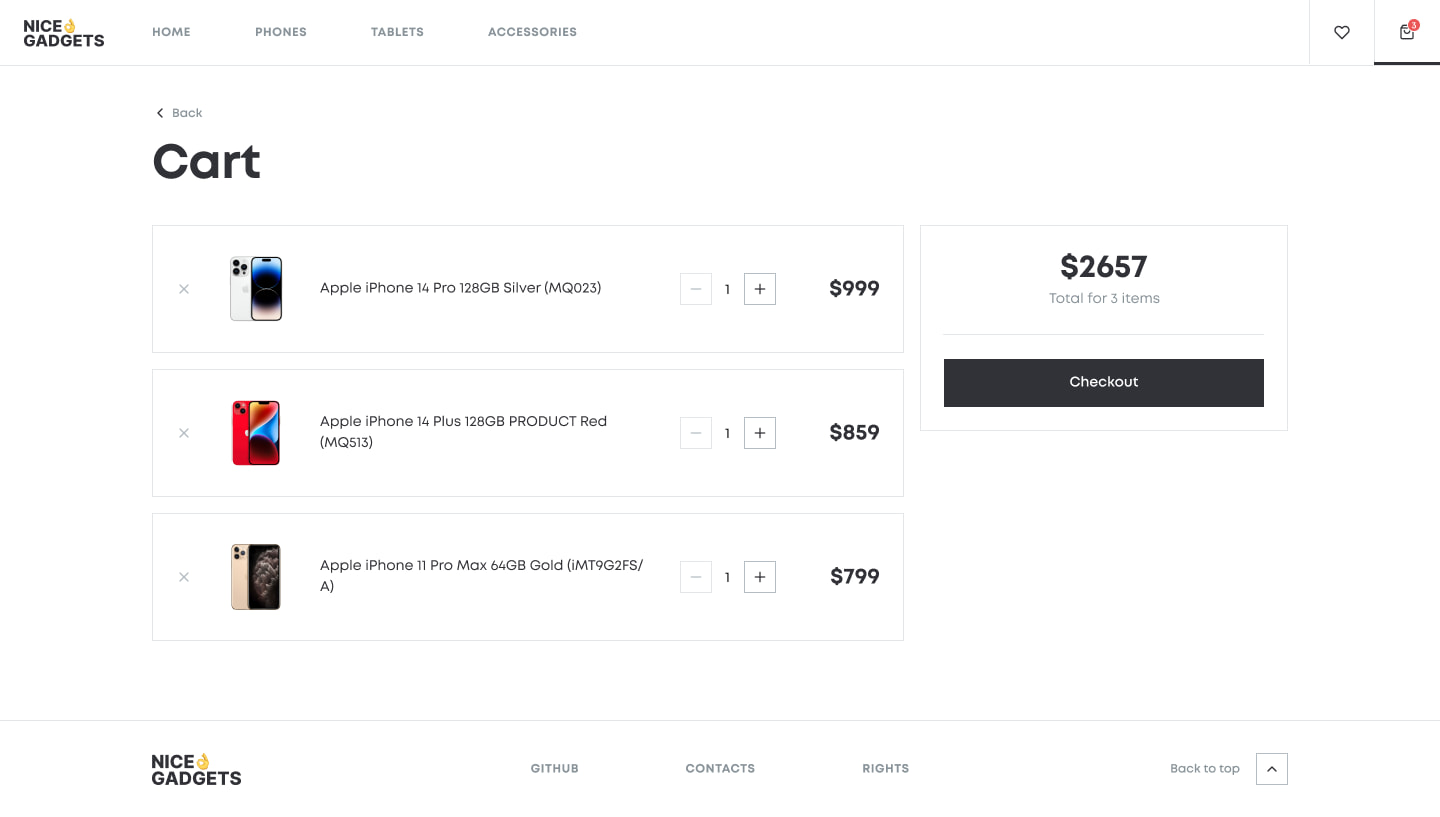 NICE👌
GADGETS
HOME
PHONES
TABLETS
ACCESSORIES
3
Back
Cart
Apple iPhone 14 Pro 128GB Silver (MQ023)
1
$999
Apple iPhone 14 Plus 128GB PRODUCT Red
(MQ513)
1
$859
Apple iPhone 11 Pro Max 64GB Gold (iMT9G2FS/
A)
1
$799
$2657
Total for 3 items
Checkout
NICE👌
GADGETS
GITHUB
CONTACTS
RIGHTS
Back to top